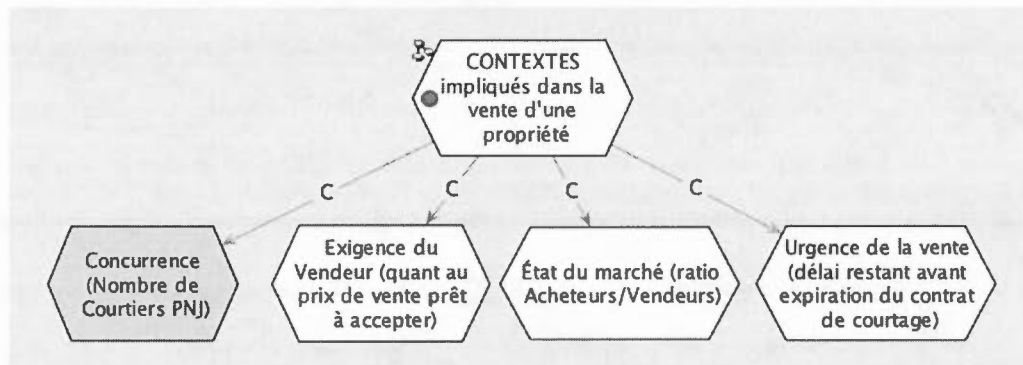 CONTEXTES
impliqués dans la
vente d'une
propriété
C
C
C
C
Concurrence
(Nombre de
Courtiers PNJ)
Exigence du
Vendeur (quant au
prix de vente prêt
à accepter)
État du marché (ratio
Acheteurs/Vendeurs)
Urgence de la vente
(délai restant avant
expiration du contrat
de courtage)